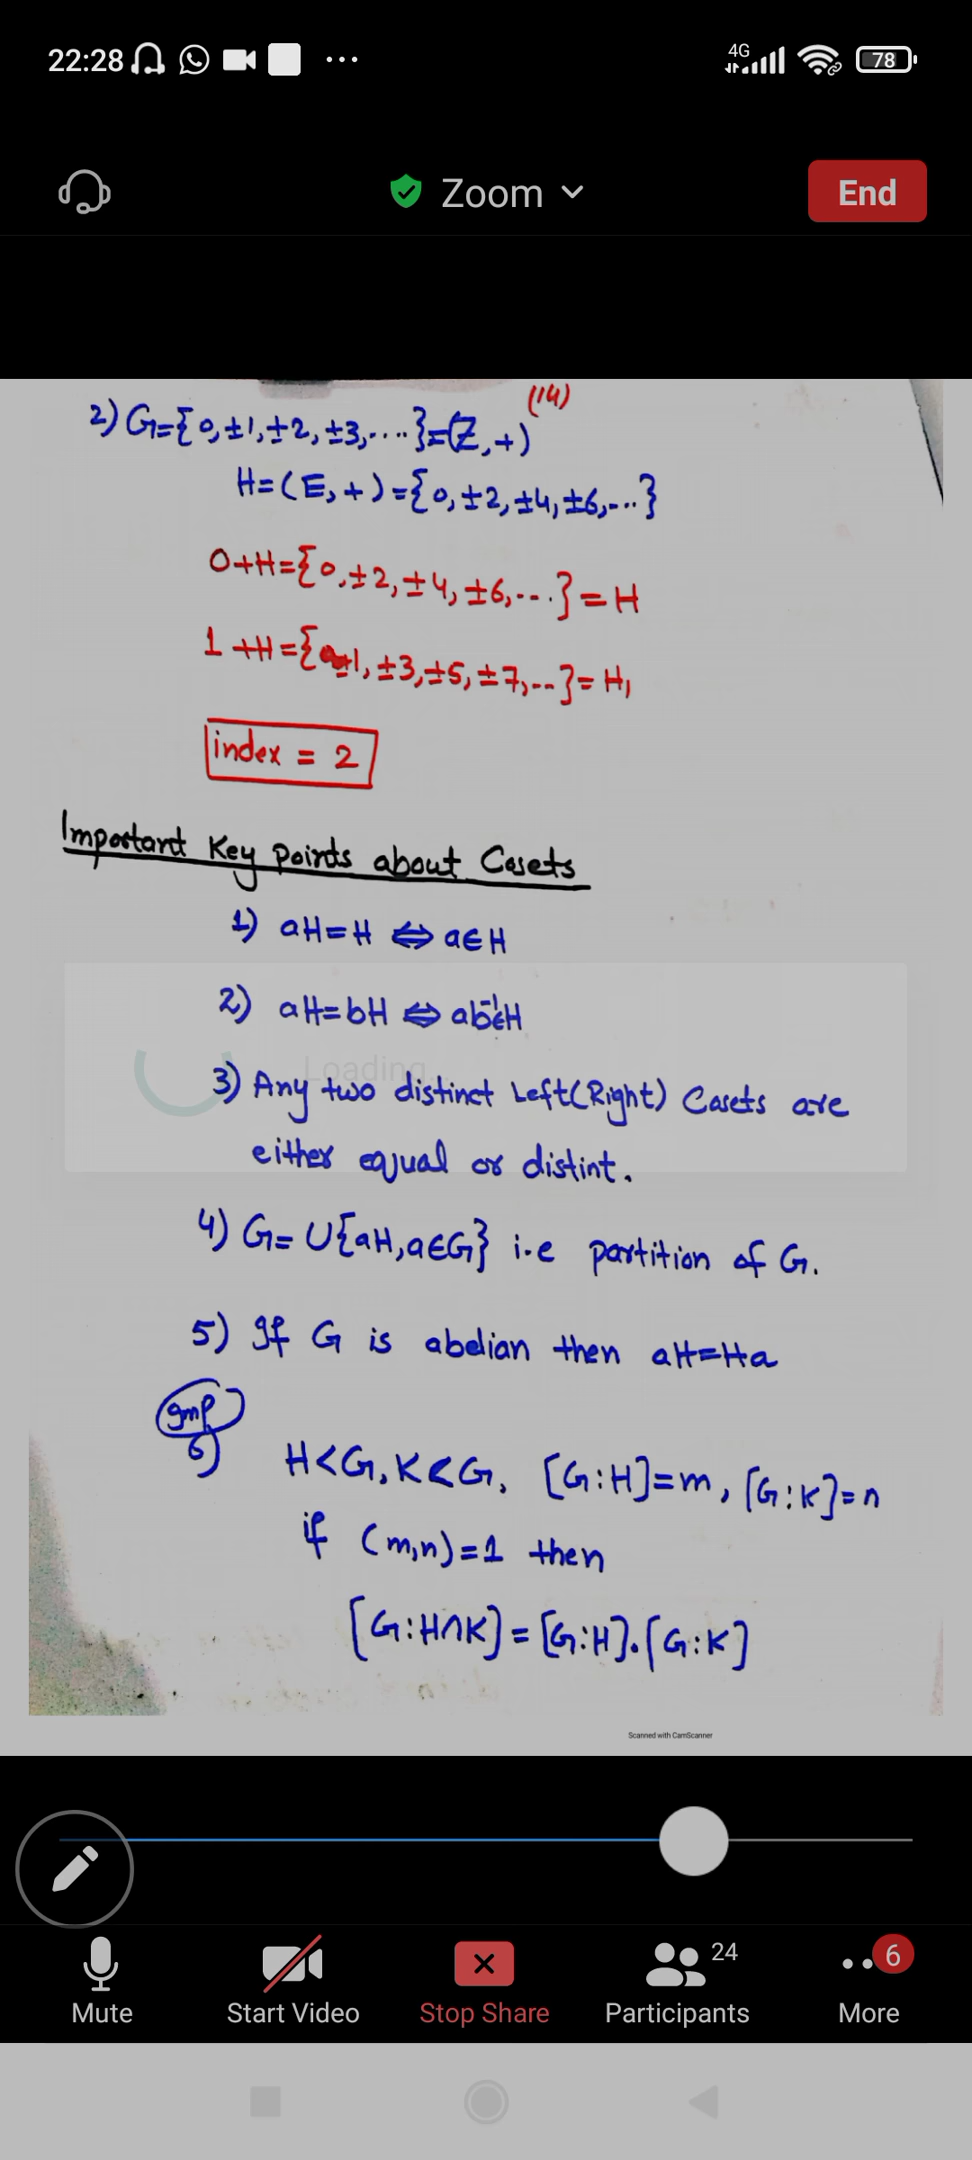 22:28
4G
78
Zoom
End
(14)
2) G={0,±1,±2,±3,....}=(Z,+)
H=(E,+)={0,±2,±4,±6,...}
0+H={0,±2,±4,±6,...}=H
1+H={±1,±3,±5,±7,...}=H₁
index = 2
Important Key Points about Casets
1) aH=H ⇔ a∈H
2) aH=bH ⇔ ab⁻¹∈H
Loading
3) Any two distinct Left(Right) Casets are
either equal or distint.
4) G=∪{aH,a∈G} i.e partition of G.
5) If G is abelian then aH=Ha
Imp
6) H<G, K<G, [G:H]=m, [G:K]=n
if (m,n)=1 then
[G:H∩K]=[G:H].[G:K]
Scanned with CamScanner
24
6
Mute
Start Video
Stop Share
Participants
More